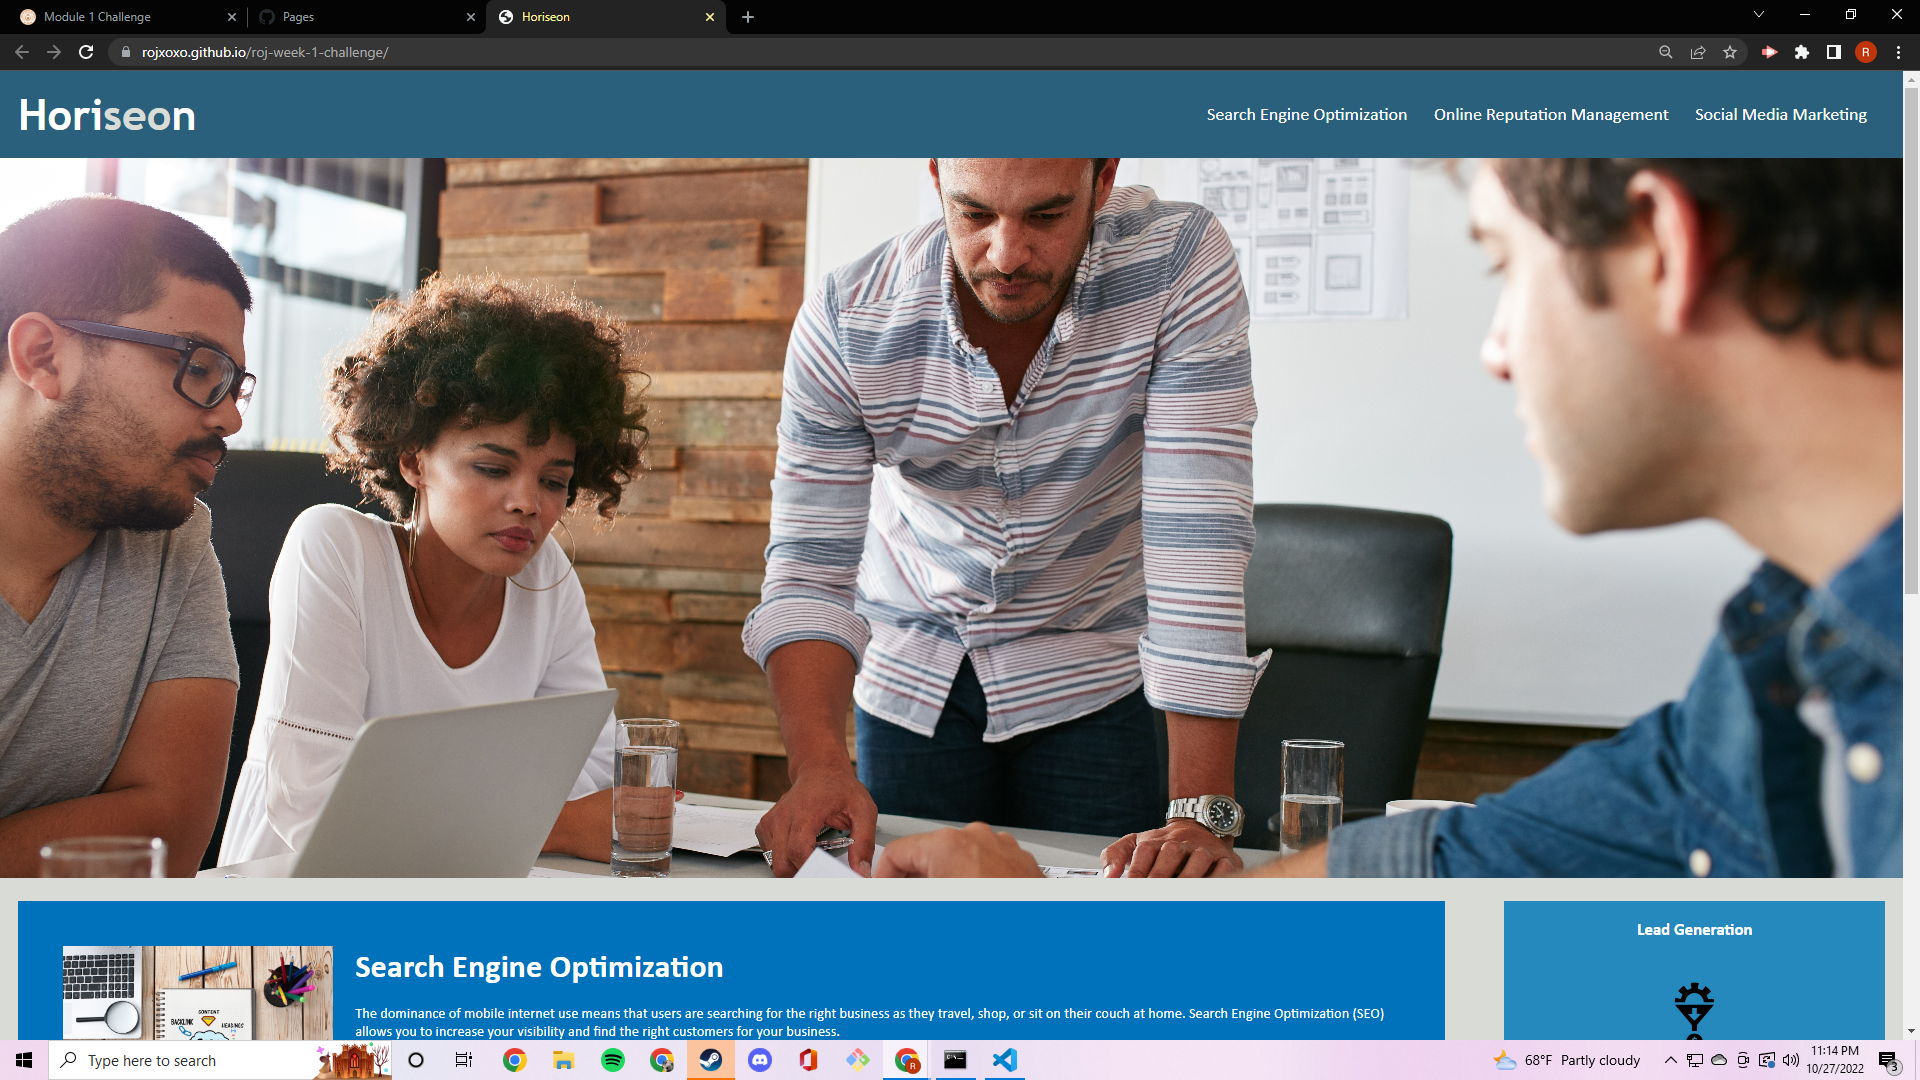 Module 1 Challenge
Pages
Horiseon
rojxoxo.github.io/roj-week-1-challenge/
R
Horiseon
Search Engine Optimization
Online Reputation Management
Social Media Marketing
Lead Generation
Search Engine Optimization
CONTENT
BACKLINK
HEADINGS
The dominance of mobile internet use means that users are searching for the right business as they travel, shop, or sit on their couch at home. Search Engine Optimization (SEO)
allows you to increase your visibility and find the right customers for your business.
Type here to search
R
68°F Partly cloudy
11:14 PM
10/27/2022
3